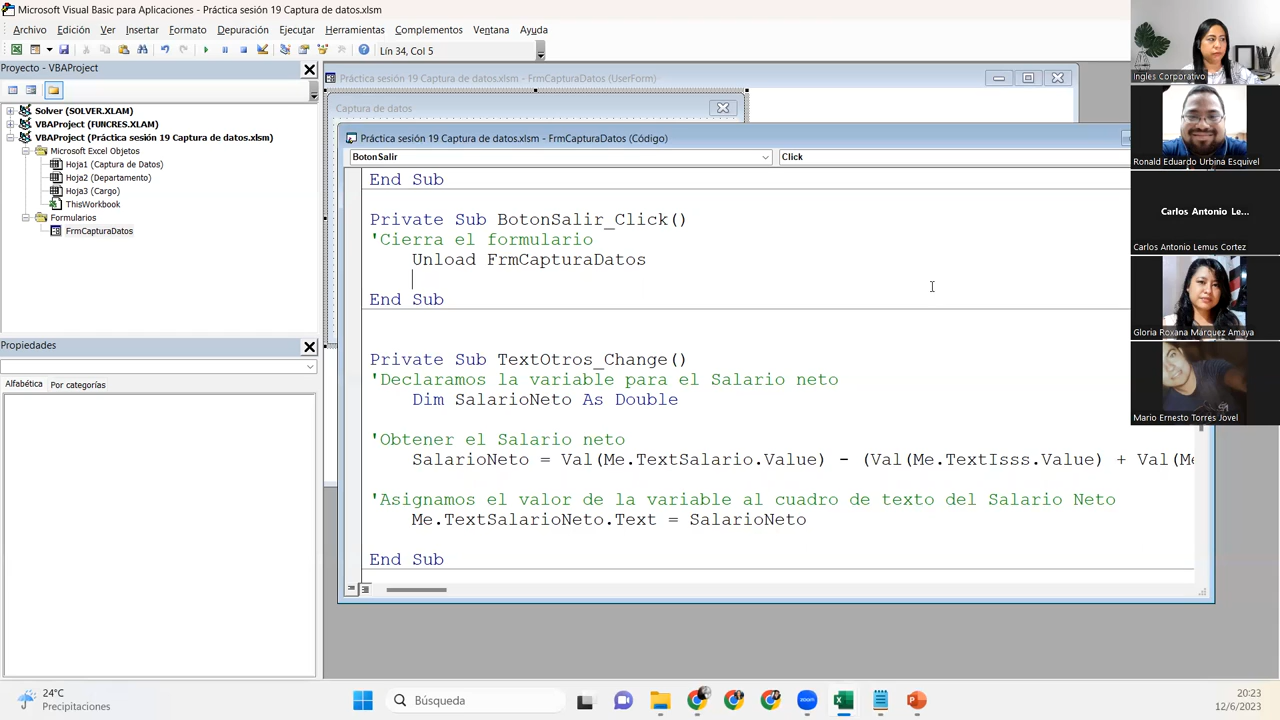 Microsoft Visual Basic para Aplicaciones - Práctica sesión 19 Captura de datos.xlsm
Archivo Edición Ver Insertar Formato Depuración Ejecutar Herramientas Complementos Ventana Ayuda
Lín 34, Col 5
Proyecto - VBAProject
Solver (SOLVER.XLAM)
VBAProject (FUNCRES.XLAM)
VBAProject (Práctica sesión 19 Captura de datos.xlsm)
Microsoft Excel Objetos
Hoja1 (Captura de Datos)
Hoja2 (Departamento)
Hoja3 (Cargo)
ThisWorkbook
Formularios
FrmCapturaDatos
Propiedades
Alfabética Por categorías
Práctica sesión 19 Captura de datos.xlsm - FrmCapturaDatos (UserForm)
Captura de datos
Práctica sesión 19 Captura de datos.xlsm - FrmCapturaDatos (Código)
BotonSalir Click
End Sub
Private Sub BotonSalir_Click()
'Cierra el formulario
Unload FrmCapturaDatos
End Sub
Private Sub TextOtros_Change()
'Declaramos la variable para el Salario neto
Dim SalarioNeto As Double
'Obtener el Salario neto
SalarioNeto = Val(Me.TextSalario.Value) - (Val(Me.TextIsss.Value) + Val(Me
'Asignamos el valor de la variable al cuadro de texto del Salario Neto
Me.TextSalarioNeto.Text = SalarioNeto
End Sub
Ingles Corporativo
Ronald Eduardo Urbina Esquivel
Carlos Antonio Le...
Carlos Antonio Lemus Cortez
Gloria Roxana Marquez Amaya
Mario Ernesto Torres Jovel
24°C
Precipitaciones
Búsqueda
zoom
20:23
12/6/2023